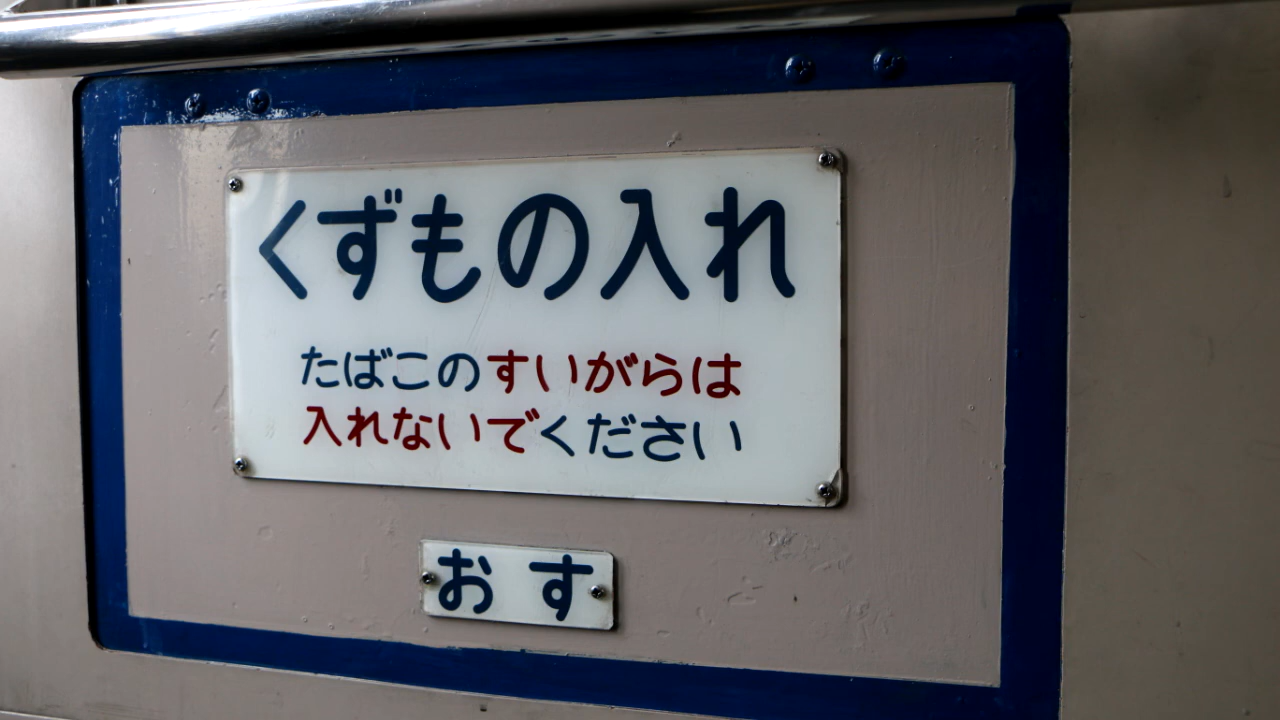 くずもの入れ
たばこのすいがらは
入れないでください
おす